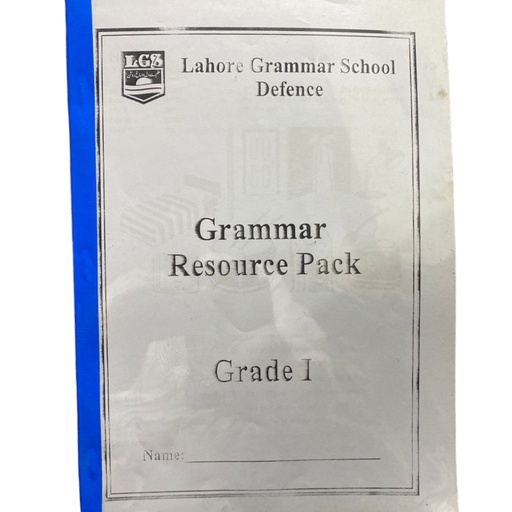 LGS
Lahore Grammar School
Defence
Grammar
Resource Pack
Grade I
Name: